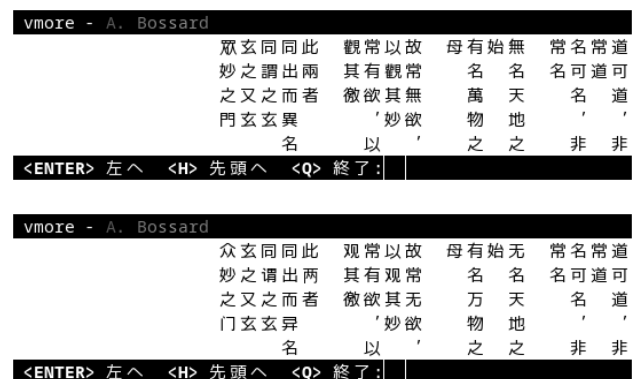 vmore - A. Bossard
道可道，非
常道
名可名，非
常名
無名天地之
始
有名萬物之
母
故常無欲，
以觀其妙
常有欲，以
觀其徼
此兩者
同出而異名
同謂之玄
玄之又玄
眾妙之門
<ENTER> 左へ <H> 先頭へ <Q> 終了:
vmore - A. Bossard
道可道，非
常道
名可名，非
常名
无名天地之
始
有名万物之
母
故常无欲，
以观其妙
常有欲，以
观其徼
此两者
同出而异名
同谓之玄
玄之又玄
众妙之门
<ENTER> 左へ <H> 先頭へ <Q> 終了: